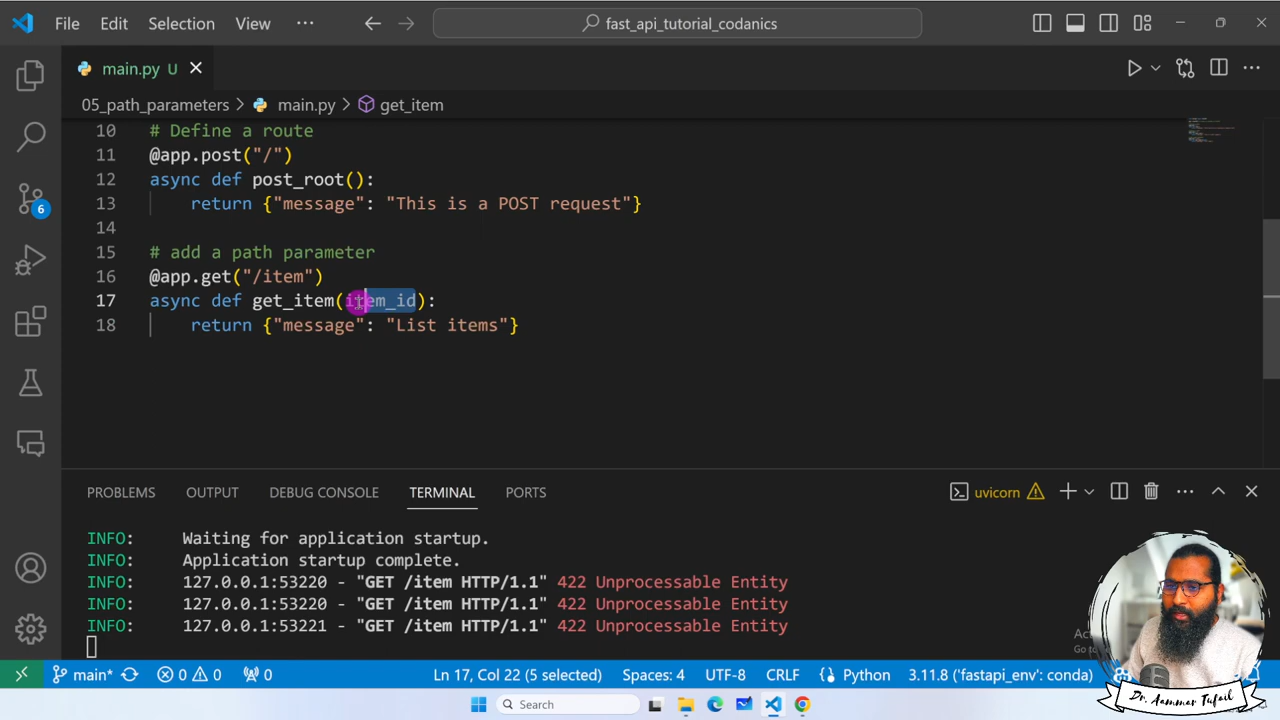 File Edit Selection View ··· fast_api_tutorial_codanics
main.py U
05_path_parameters > main.py > get_item
10 # Define a route
11 @app.post("/")
12 async def post_root():
13 return {"message": "This is a POST request"}
14
15 # add a path parameter
16 @app.get("/item")
17 async def get_item(item_id):
18 return {"message": "List items"}
6
PROBLEMS OUTPUT DEBUG CONSOLE TERMINAL PORTS uvicorn
INFO: Waiting for application startup.
INFO: Application startup complete.
INFO: 127.0.0.1:53220 - "GET /item HTTP/1.1" 422 Unprocessable Entity
INFO: 127.0.0.1:53220 - "GET /item HTTP/1.1" 422 Unprocessable Entity
INFO: 127.0.0.1:53221 - "GET /item HTTP/1.1" 422 Unprocessable Entity
main* 0 0 0 Ln 17, Col 22 (5 selected) Spaces: 4 UTF-8 CRLF Python 3.11.8 ('fastapi_env': conda)
Dr. Aammar Tufail
Search